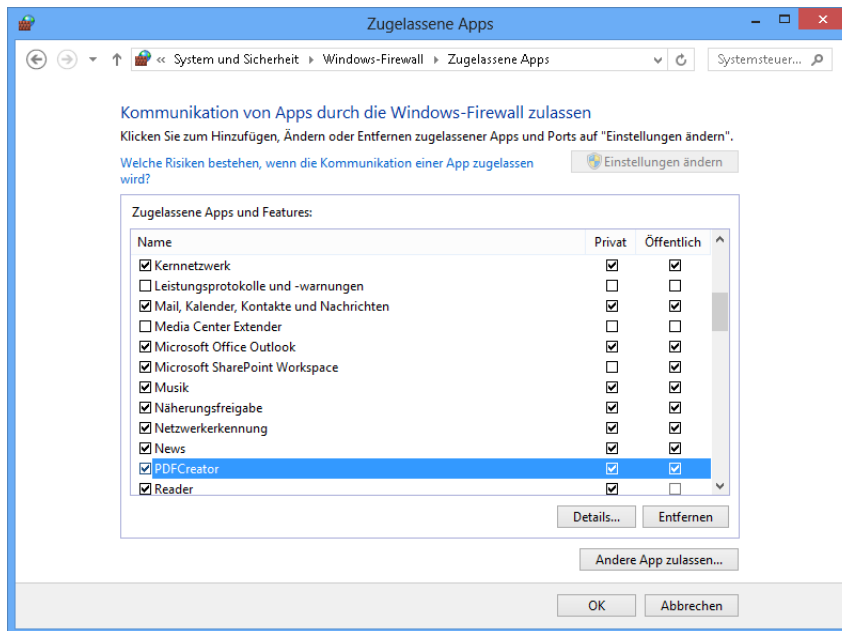 Zugelassene Apps
« System und Sicherheit Windows-Firewall Zugelassene Apps Systemsteuer...
Kommunikation von Apps durch die Windows-Firewall zulassen
Klicken Sie zum Hinzufügen, Ändern oder Entfernen zugelassener Apps und Ports auf "Einstellungen ändern".
Welche Risiken bestehen, wenn die Kommunikation einer App zugelassen
wird?
Einstellungen ändern
Zugelassene Apps und Features:
Name Privat Öffentlich
Kernnetzwerk
Leistungsprotokolle und -warnungen
Mail, Kalender, Kontakte und Nachrichten
Media Center Extender
Microsoft Office Outlook
Microsoft SharePoint Workspace
Musik
Näherungsfreigabe
Netzwerkerkennung
News
PDFCreator
Reader
Details... Entfernen
Andere App zulassen...
OK Abbrechen